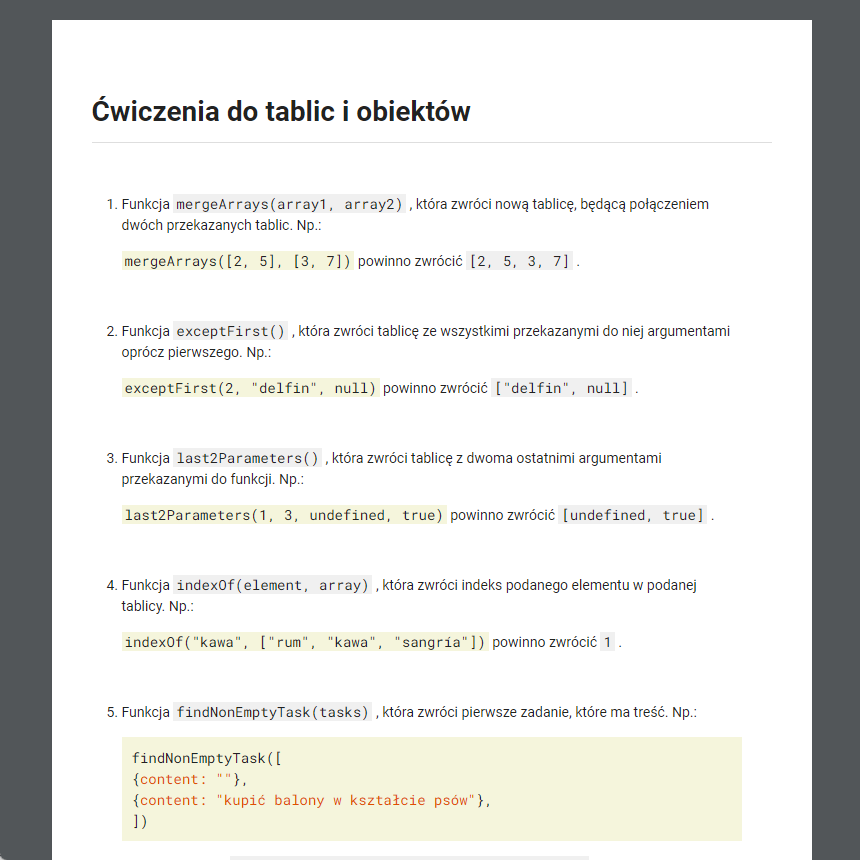 Ćwiczenia do tablic i obiektów
1. Funkcja mergeArrays(array1, array2) , która zwróci nową tablicę, będącą połączeniem
dwóch przekazanych tablic. Np.:
mergeArrays([2, 5], [3, 7]) powinno zwrócić [2, 5, 3, 7] .
2. Funkcja exceptFirst() , która zwróci tablicę ze wszystkimi przekazanymi do niej argumentami
oprócz pierwszego. Np.:
exceptFirst(2, "delfin", null) powinno zwrócić ["delfin", null] .
3. Funkcja last2Parameters() , która zwróci tablicę z dwoma ostatnimi argumentami
przekazanymi do funkcji. Np.:
last2Parameters(1, 3, undefined, true) powinno zwrócić [undefined, true] .
4. Funkcja indexOf(element, array) , która zwróci indeks podanego elementu w podanej
tablicy. Np.:
indexOf("kawa", ["rum", "kawa", "sangría"]) powinno zwrócić 1 .
5. Funkcja findNonEmptyTask(tasks) , która zwróci pierwsze zadanie, które ma treść. Np.:
findNonEmptyTask([
{content: ""},
{content: "kupić balony w kształcie psów"},
])